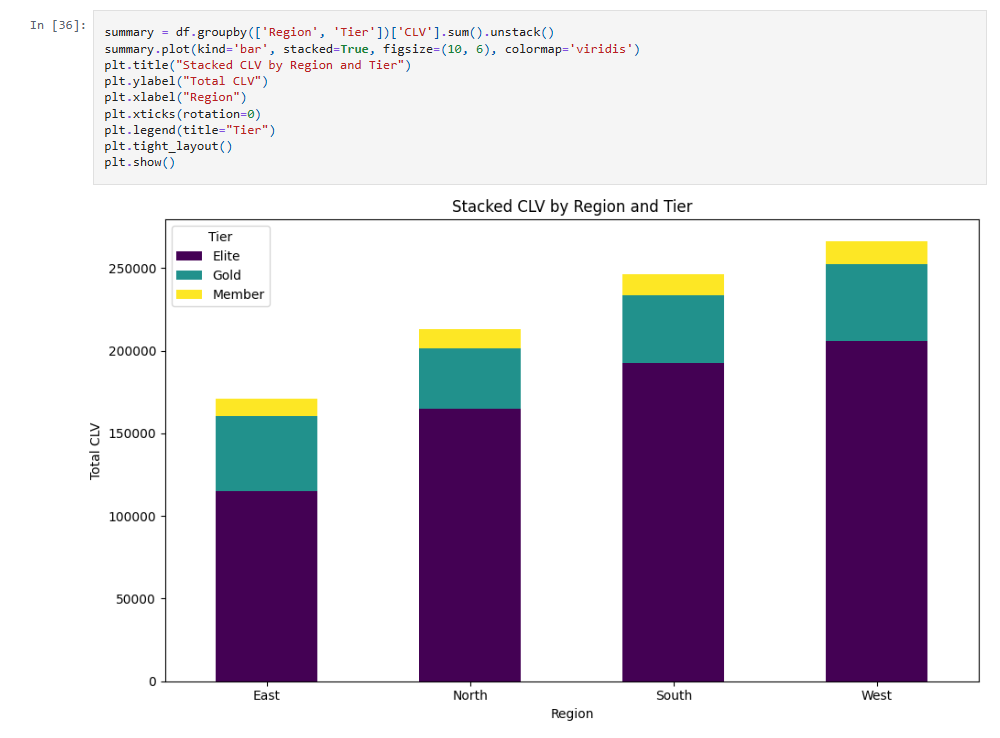 In [36]:
summary = df.groupby(['Region', 'Tier'])['CLV'].sum().unstack()
summary.plot(kind='bar', stacked=True, figsize=(10, 6), colormap='viridis')
plt.title("Stacked CLV by Region and Tier")
plt.ylabel("Total CLV")
plt.xlabel("Region")
plt.xticks(rotation=0)
plt.legend(title="Tier")
plt.tight_layout()
plt.show()
Stacked CLV by Region and Tier
Tier
Elite
Gold
Member
250000
200000
150000
100000
50000
0
Total CLV
East North South West
Region